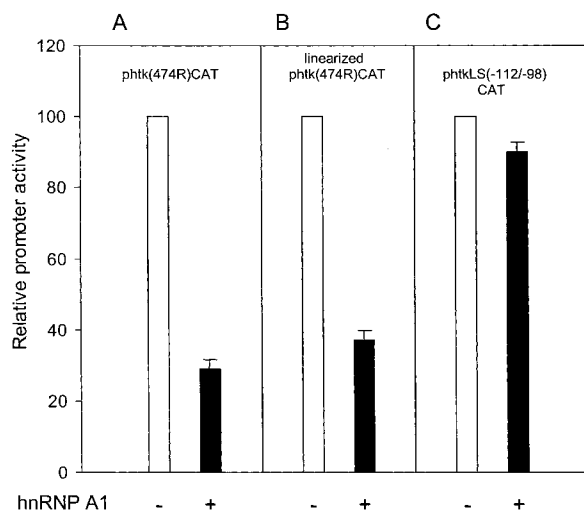 A B C
120
100
80
60
40
20
0
Relative promoter activity
phtk(474R)CAT
linearized
phtk(474R)CAT
phtkLS(-112/-98)
CAT
hnRNP A1 - + - + - +